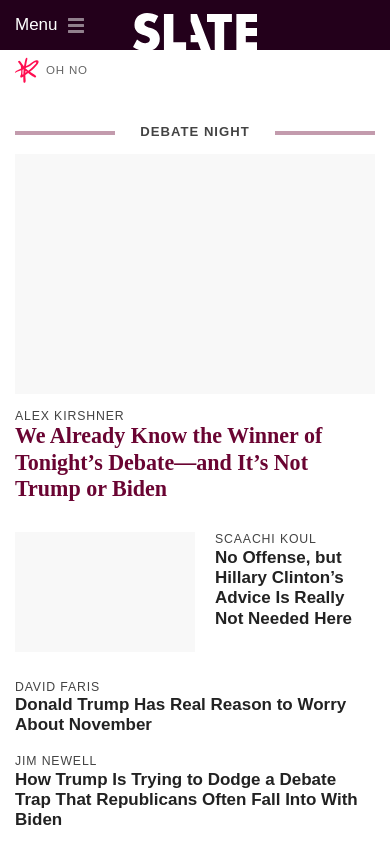 Menu
SLATE
OH NO
DEBATE NIGHT
ALEX KIRSHNER
We Already Know the Winner of
Tonight’s Debate—and It’s Not
Trump or Biden
SCAACHI KOUL
No Offense, but
Hillary Clinton’s
Advice Is Really
Not Needed Here
DAVID FARIS
Donald Trump Has Real Reason to Worry
About November
JIM NEWELL
How Trump Is Trying to Dodge a Debate
Trap That Republicans Often Fall Into With
Biden